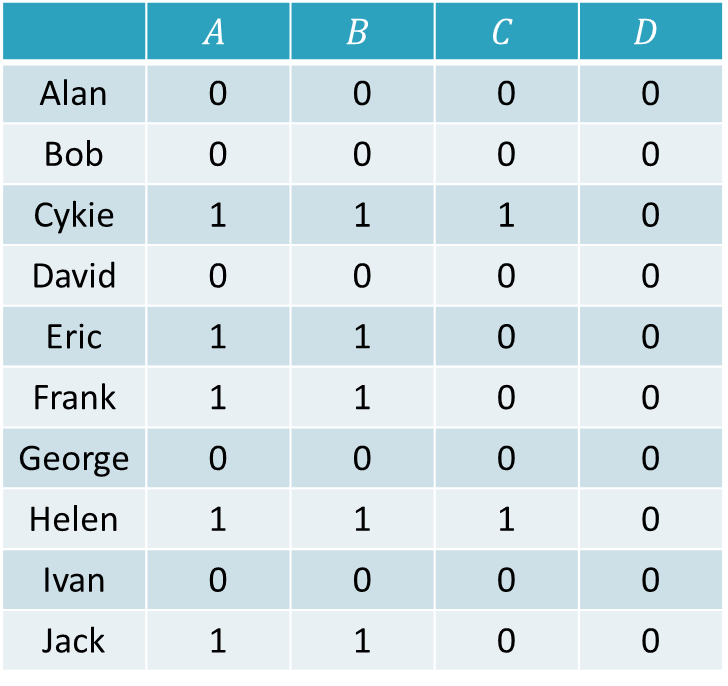 A B C D
Alan 0 0 0 0
Bob 0 0 0 0
Cykie 1 1 1 0
David 0 0 0 0
Eric 1 1 0 0
Frank 1 1 0 0
George 0 0 0 0
Helen 1 1 1 0
Ivan 0 0 0 0
Jack 1 1 0 0